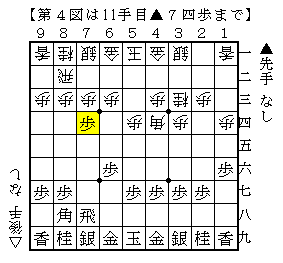 【第４図は11手目▲７四歩まで】
９ ８ ７ ６ ５ ４ ３ ２ １
香 桂 銀 金 玉 金 銀 香 一
飛 二
歩 歩 歩 歩 歩 桂 歩 三
歩 歩 角 歩 歩 四
五
歩 歩 六
歩 歩 歩 歩 歩 歩 七
角 飛 八
香 桂 銀 金 玉 金 銀 桂 香 九
▲先手 なし
△後手 なし